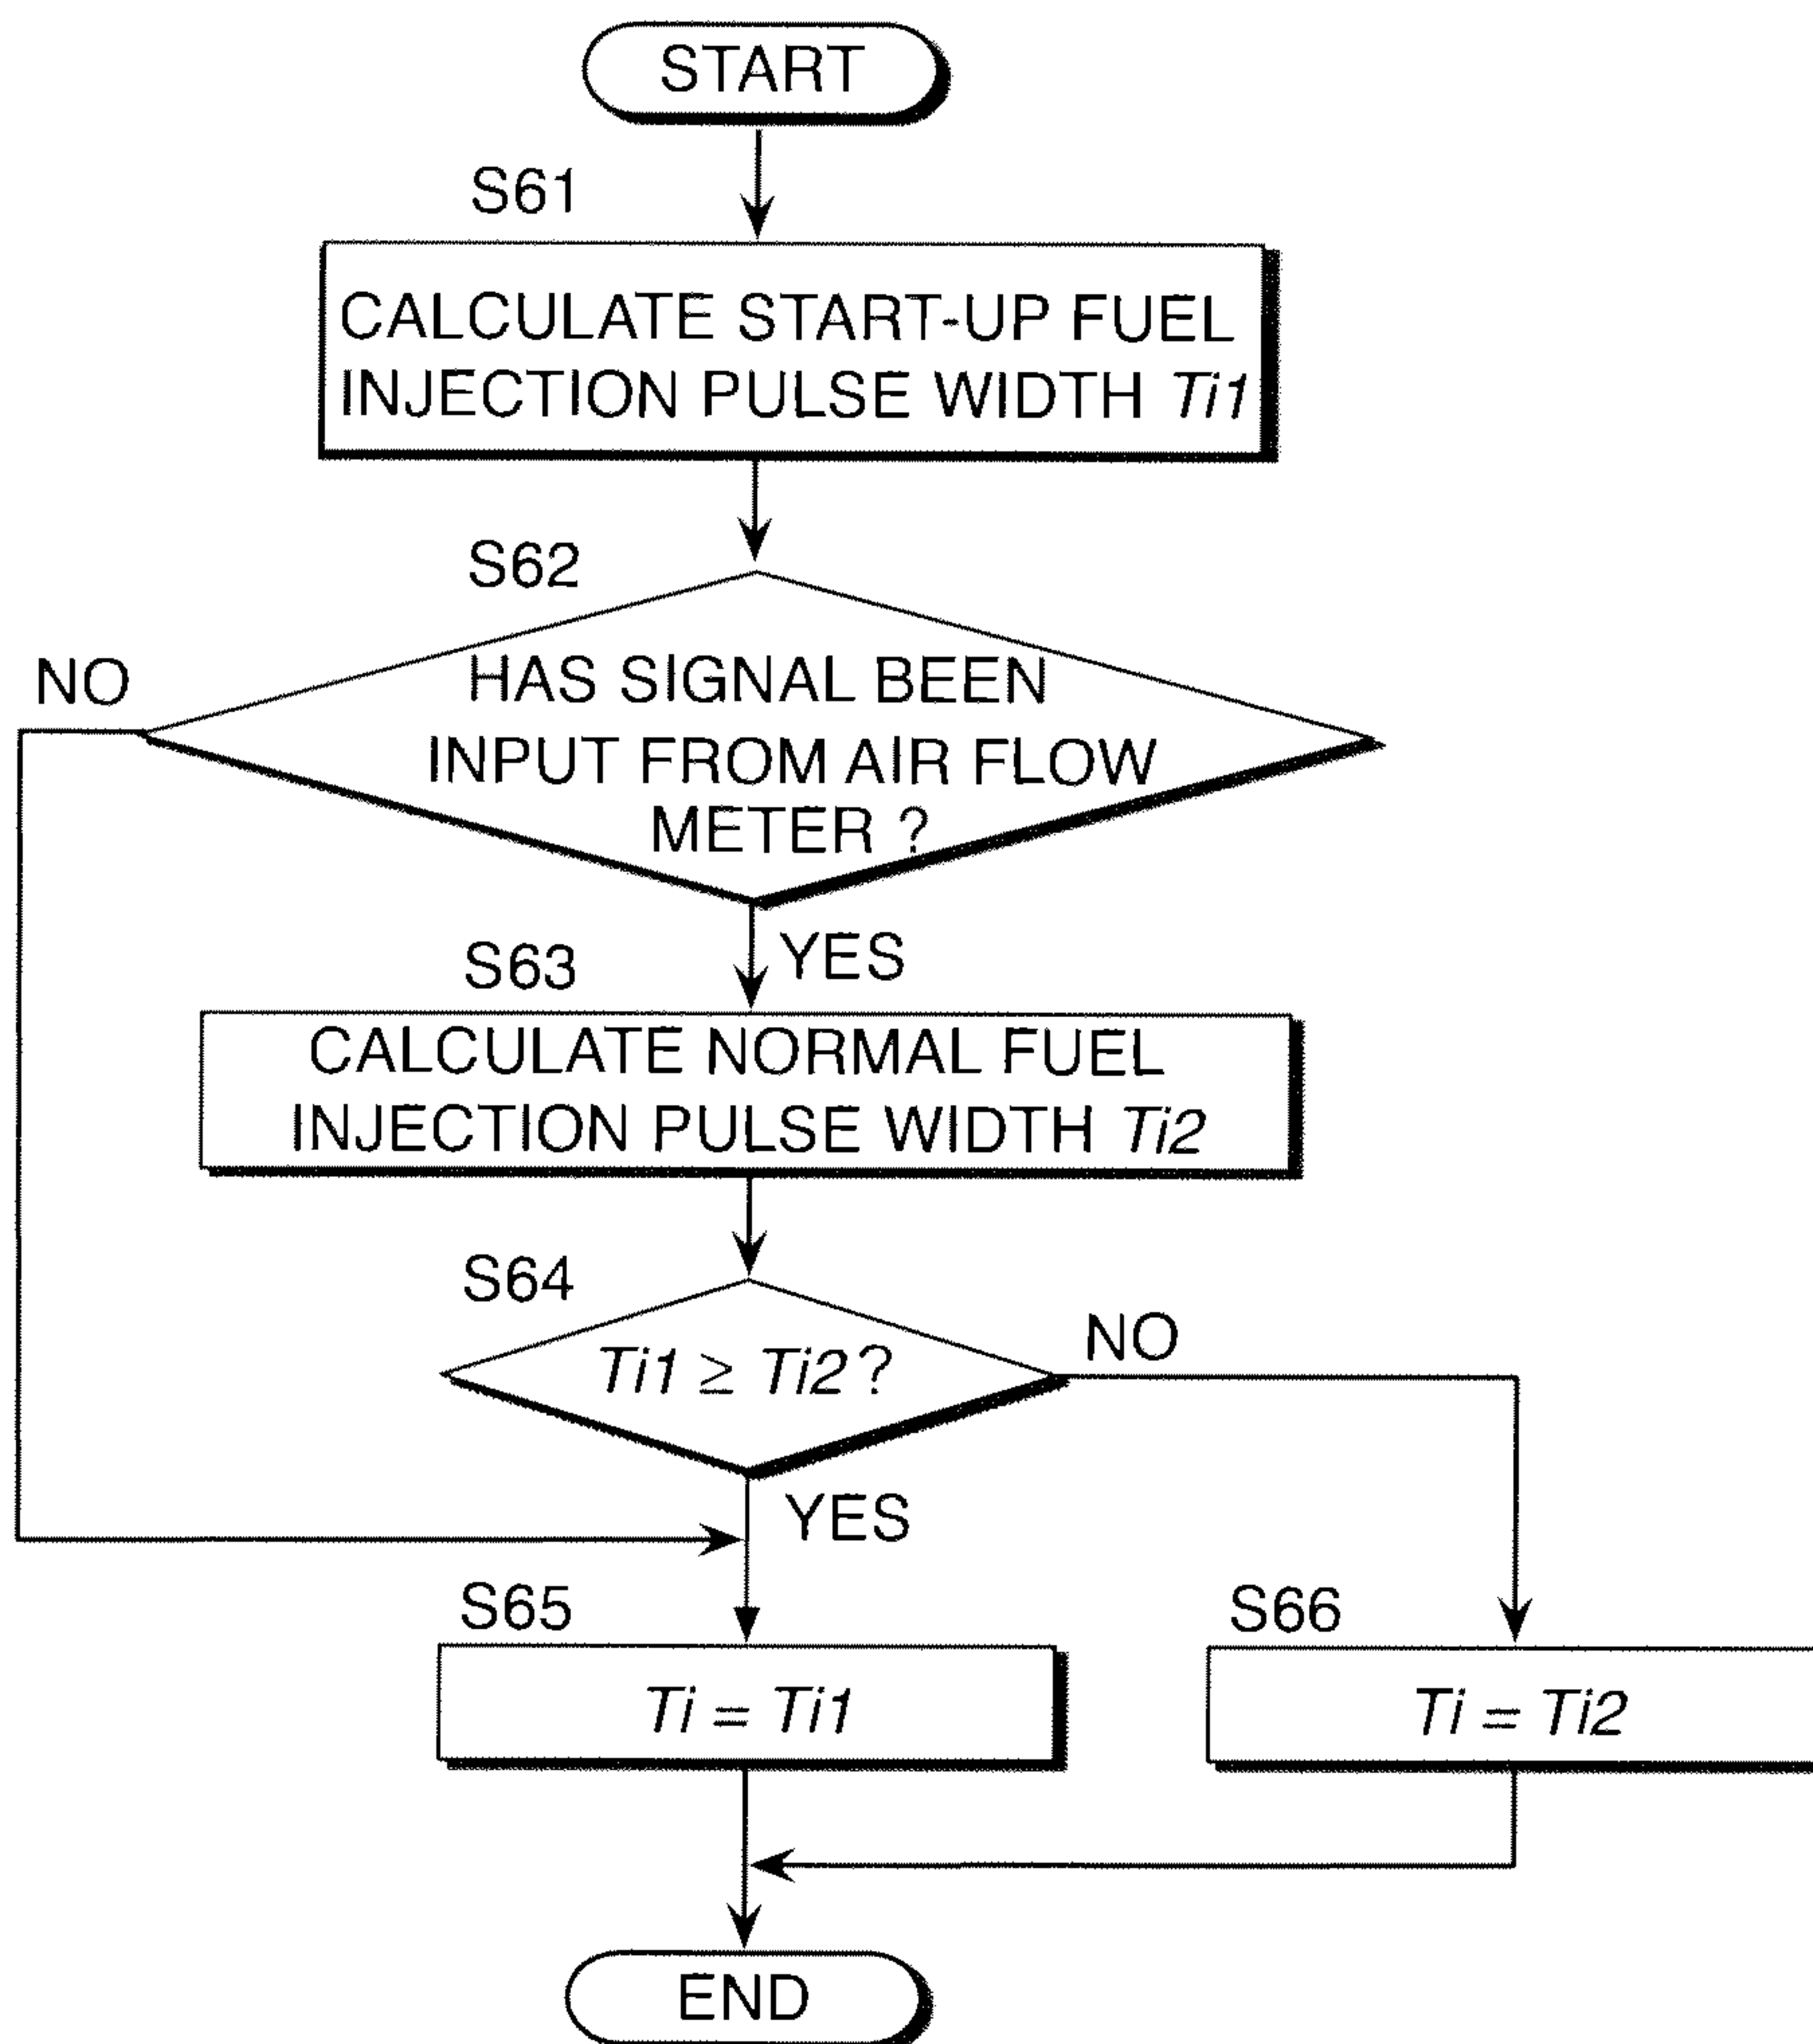 START
S61
CALCULATE START-UP FUEL
INJECTION PULSE WIDTH Ti1
S62
NO
HAS SIGNAL BEEN
INPUT FROM AIR FLOW
METER ?
YES
S63
CALCULATE NORMAL FUEL
INJECTION PULSE WIDTH Ti2
S64
NO
Ti1 ≥ Ti2 ?
YES
S65
S66
Ti = Ti1
Ti = Ti2
END